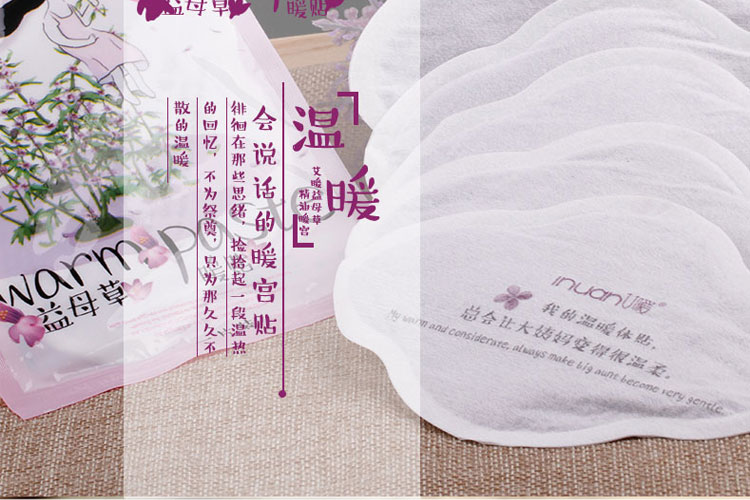 益母草暖贴
「温暖」
艾暖益母草
精油暖宫
会说话的暖宫贴
徘徊在那些思绪，捡拾起一段温热
的回忆，不为祭奠，只为那久久不
散的温暖
warm paste
益母草
暖贴
inuanU暖®
我的温暖体贴,
总会让大姨妈变得很温柔。
My warm and considerate, always make big aunt become very gentle.